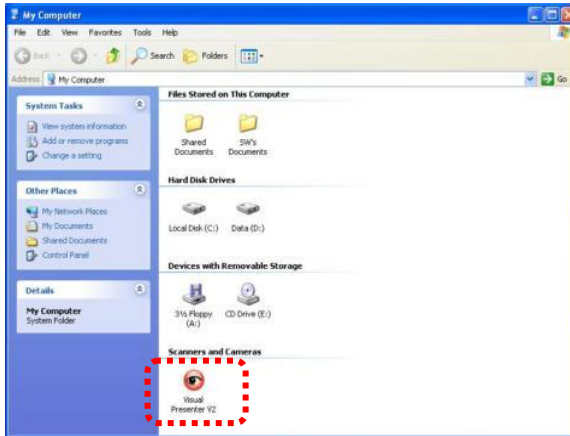 My Computer
File Edit View Favorites Tools Help
Back Search Folders
Address My Computer Go
System Tasks
View system information
Add or remove programs
Change a setting
Other Places
My Network Places
My Documents
Shared Documents
Control Panel
Details
My Computer
System Folder
Files Stored on This Computer
Shared Documents
SW's Documents
Hard Disk Drives
Local Disk (C:) Data (D:)
Devices with Removable Storage
3½ Floppy (A:)
CD Drive (E:)
Scanners and Cameras
Visual
Presenter V2